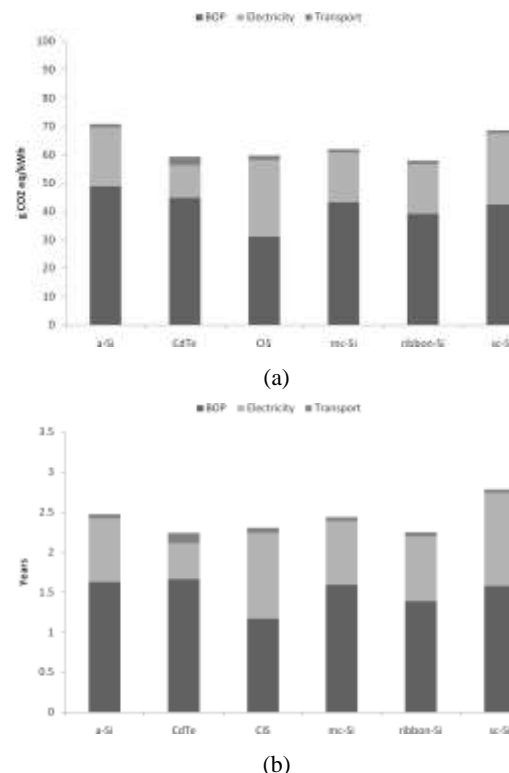 BOP Electricity Transport
100
90
80
70
60
50
40
30
20
10
0
g CO2 eq/kWh
a-Si CdTe CIS mc-Si ribbon-Si sc-Si
(a)
BOP Electricity Transport
3.5
3
2.5
2
1.5
1
0.5
0
Years
a-Si CdTe CIS mc-Si ribbon-Si sc-Si
(b)